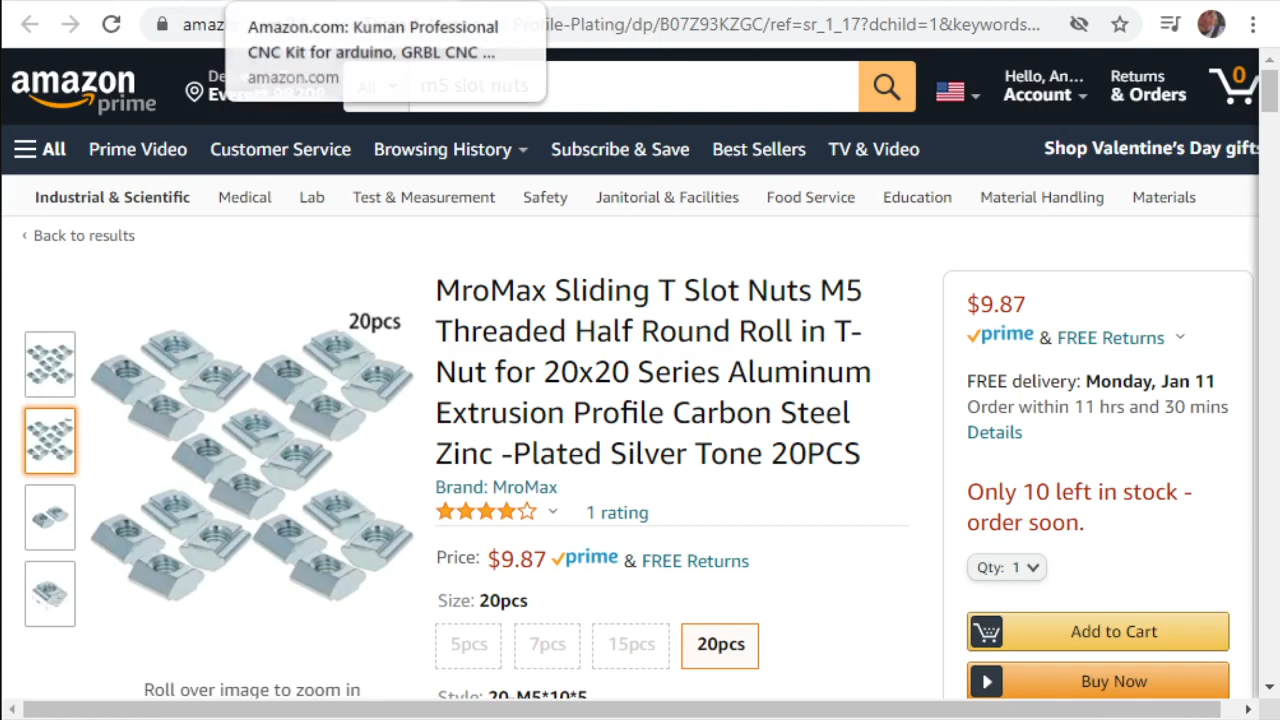 Amazon.com: Kuman Professional
CNC Kit for arduino, GRBL CNC ...
amazon.com
Profile-Plating/dp/B07Z93KZGC/ref=sr_1_17?dchild=1&keywords...
amazon
prime
All
m5 slot nuts
Hello, An...
Account
Returns
& Orders
0
All
Prime Video
Customer Service
Browsing History
Subscribe & Save
Best Sellers
TV & Video
Shop Valentine's Day gifts
Industrial & Scientific
Medical
Lab
Test & Measurement
Safety
Janitorial & Facilities
Food Service
Education
Material Handling
Materials
‹ Back to results
20pcs
Roll over image to zoom in
MroMax Sliding T Slot Nuts M5
Threaded Half Round Roll in T-
Nut for 20x20 Series Aluminum
Extrusion Profile Carbon Steel
Zinc -Plated Silver Tone 20PCS
Brand: MroMax
1 rating
Price: $9.87 prime & FREE Returns
Size: 20pcs
5pcs
7pcs
15pcs
20pcs
Style: 20-M5*10*5
$9.87
prime & FREE Returns
FREE delivery: Monday, Jan 11
Order within 11 hrs and 30 mins
Details
Only 10 left in stock -
order soon.
Qty: 1
Add to Cart
Buy Now